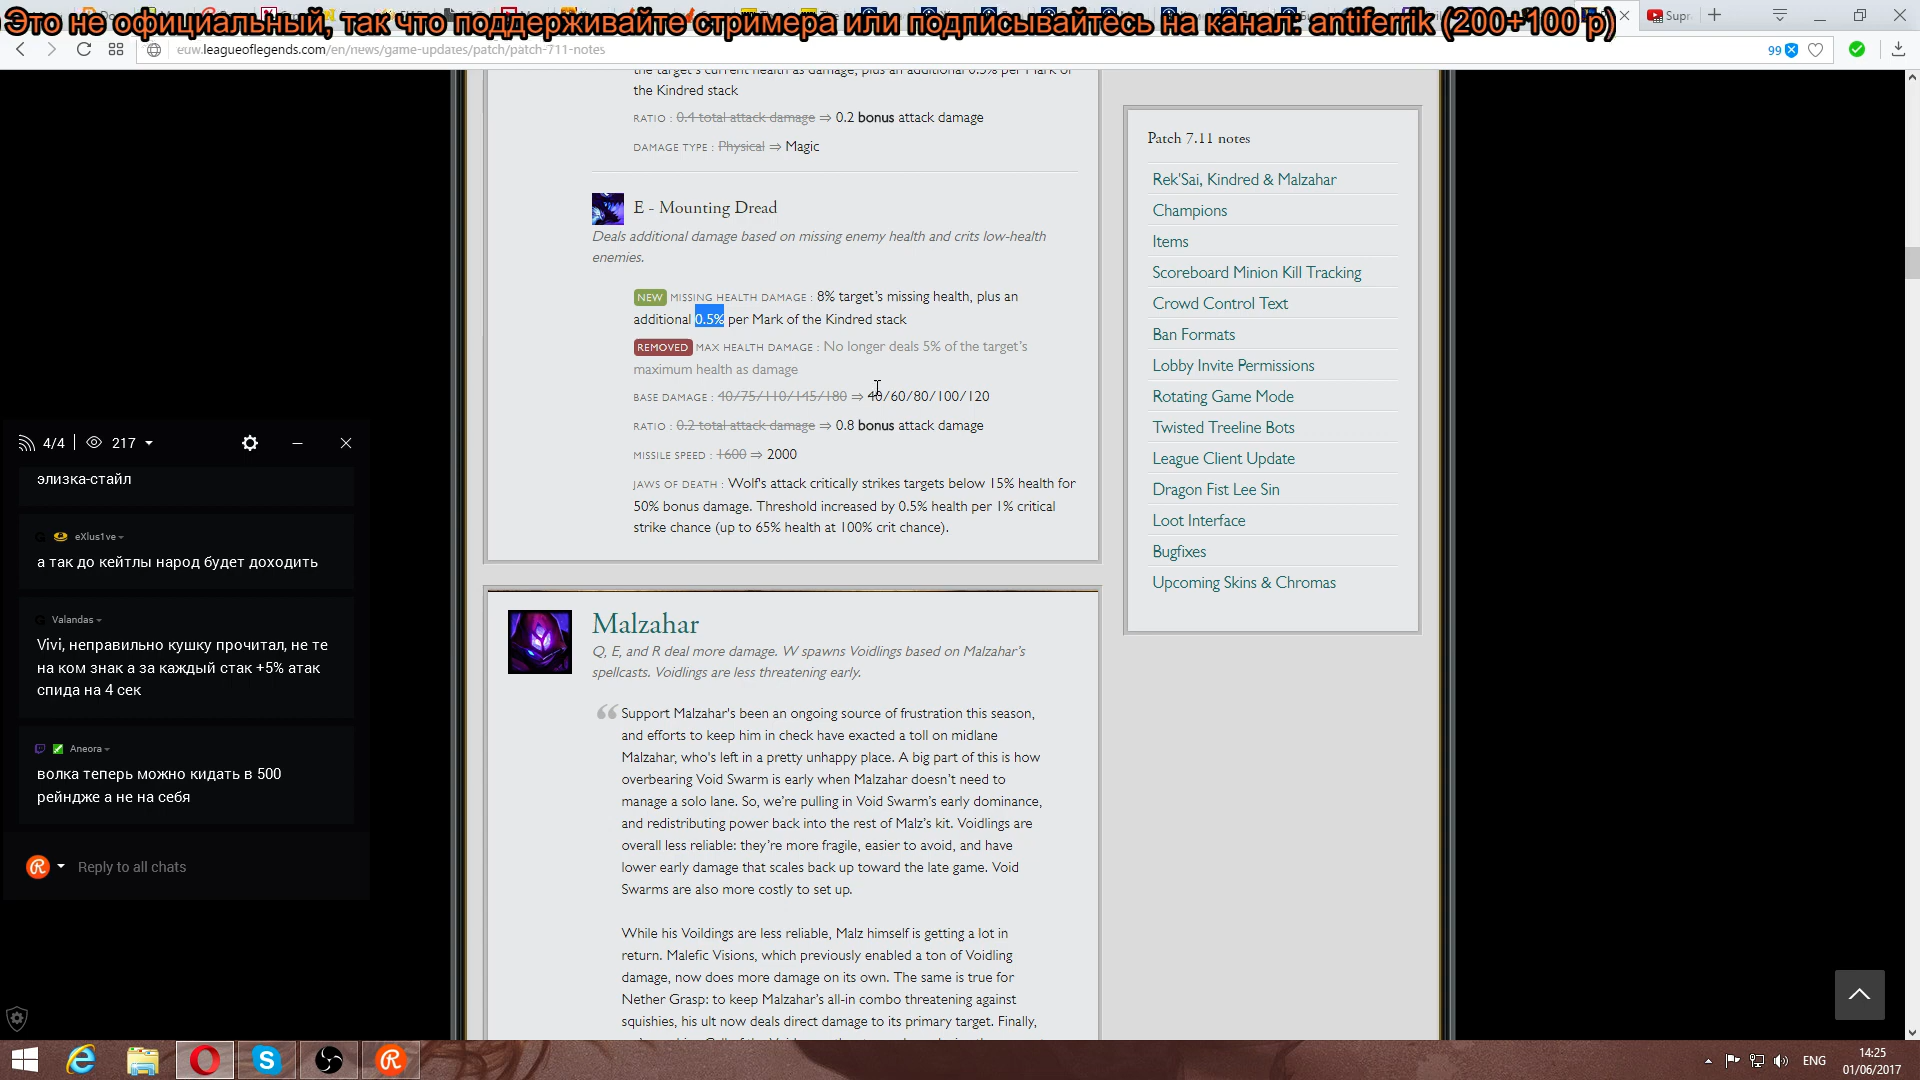 Это не официальный, так что поддерживайте стримера или подписывайтесь на канал: antiferrik (200+100 р)
Supr
euw.leagueoflegends.com/en/news/game-updates/patch/patch-711-notes
99
the target's current health as damage, plus an additional 0.5% per Mark of
the Kindred stack
RATIO : 0.4 total attack damage ⇒ 0.2 bonus attack damage
DAMAGE TYPE : Physical ⇒ Magic
E - Mounting Dread
Deals additional damage based on missing enemy health and crits low-health
enemies.
NEW MISSING HEALTH DAMAGE : 8% target's missing health, plus an
additional 0.5% per Mark of the Kindred stack
REMOVED MAX HEALTH DAMAGE : No longer deals 5% of the target's
maximum health as damage
BASE DAMAGE : 40/75/110/145/180 ⇒ 40/60/80/100/120
RATIO : 0.2 total attack damage ⇒ 0.8 bonus attack damage
MISSILE SPEED : 1600 ⇒ 2000
JAWS OF DEATH : Wolf's attack critically strikes targets below 15% health for
50% bonus damage. Threshold increased by 0.5% health per 1% critical
strike chance (up to 65% health at 100% crit chance).
Malzahar
Q, E, and R deal more damage. W spawns Voidlings based on Malzahar's
spellcasts. Voidlings are less threatening early.
Support Malzahar's been an ongoing source of frustration this season,
and efforts to keep him in check have exacted a toll on midlane
Malzahar, who's left in a pretty unhappy place. A big part of this is how
overbearing Void Swarm is early when Malzahar doesn't need to
manage a solo lane. So, we're pulling in Void Swarm's early dominance,
and redistributing power back into the rest of Malz's kit. Voidlings are
overall less reliable: they're more fragile, easier to avoid, and have
lower early damage that scales back up toward the late game. Void
Swarms are also more costly to set up.
While his Voildings are less reliable, Malz himself is getting a lot in
return. Malefic Visions, which previously enabled a ton of Voidling
damage, now does more damage on its own. The same is true for
Nether Grasp: to keep Malzahar's all-in combo threatening against
squishies, his ult now deals direct damage to its primary target. Finally,
Patch 7.11 notes
Rek'Sai, Kindred & Malzahar
Champions
Items
Scoreboard Minion Kill Tracking
Crowd Control Text
Ban Formats
Lobby Invite Permissions
Rotating Game Mode
Twisted Treeline Bots
League Client Update
Dragon Fist Lee Sin
Loot Interface
Bugfixes
Upcoming Skins & Chromas
4/4 217
элизка-стайл
eXlus1ve
а так до кейтлы народ будет доходить
Valandas
Vivi, неправильно кушку прочитал, не те
на ком знак а за каждый стак +5% атак
спида на 4 сек
Aneora
волка теперь можно кидать в 500
рейндже а не на себя
Reply to all chats
ENG
14:25
01/06/2017